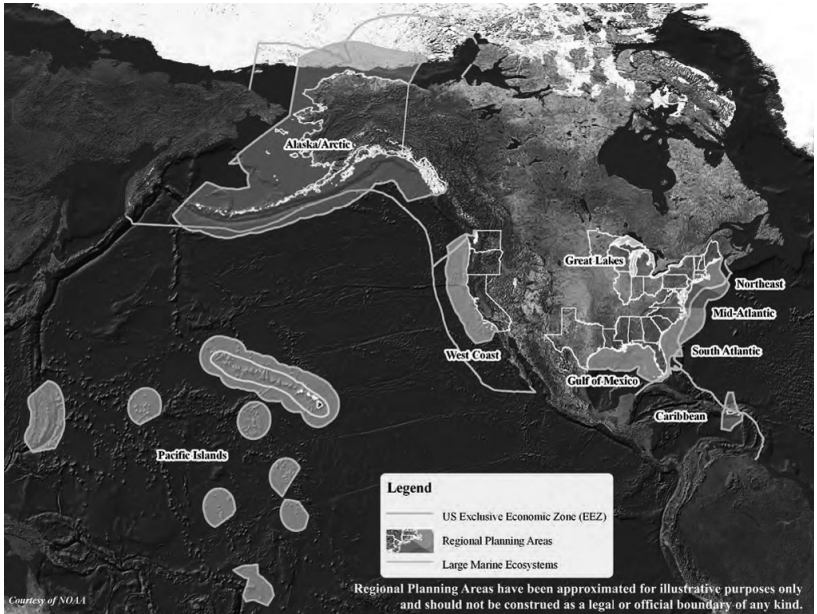 Alaska/Arctic
Great Lakes
Northeast
Mid-Atlantic
South Atlantic
West Coast
Gulf of Mexico
Caribbean
Pacific Islands
Legend
US Exclusive Economic Zone (EEZ)
Regional Planning Areas
Large Marine Ecosystems
Courtesy of NOAA
Regional Planning Areas have been approximated for illustrative purposes only
and should not be construed as a legal or official boundary of any kind.